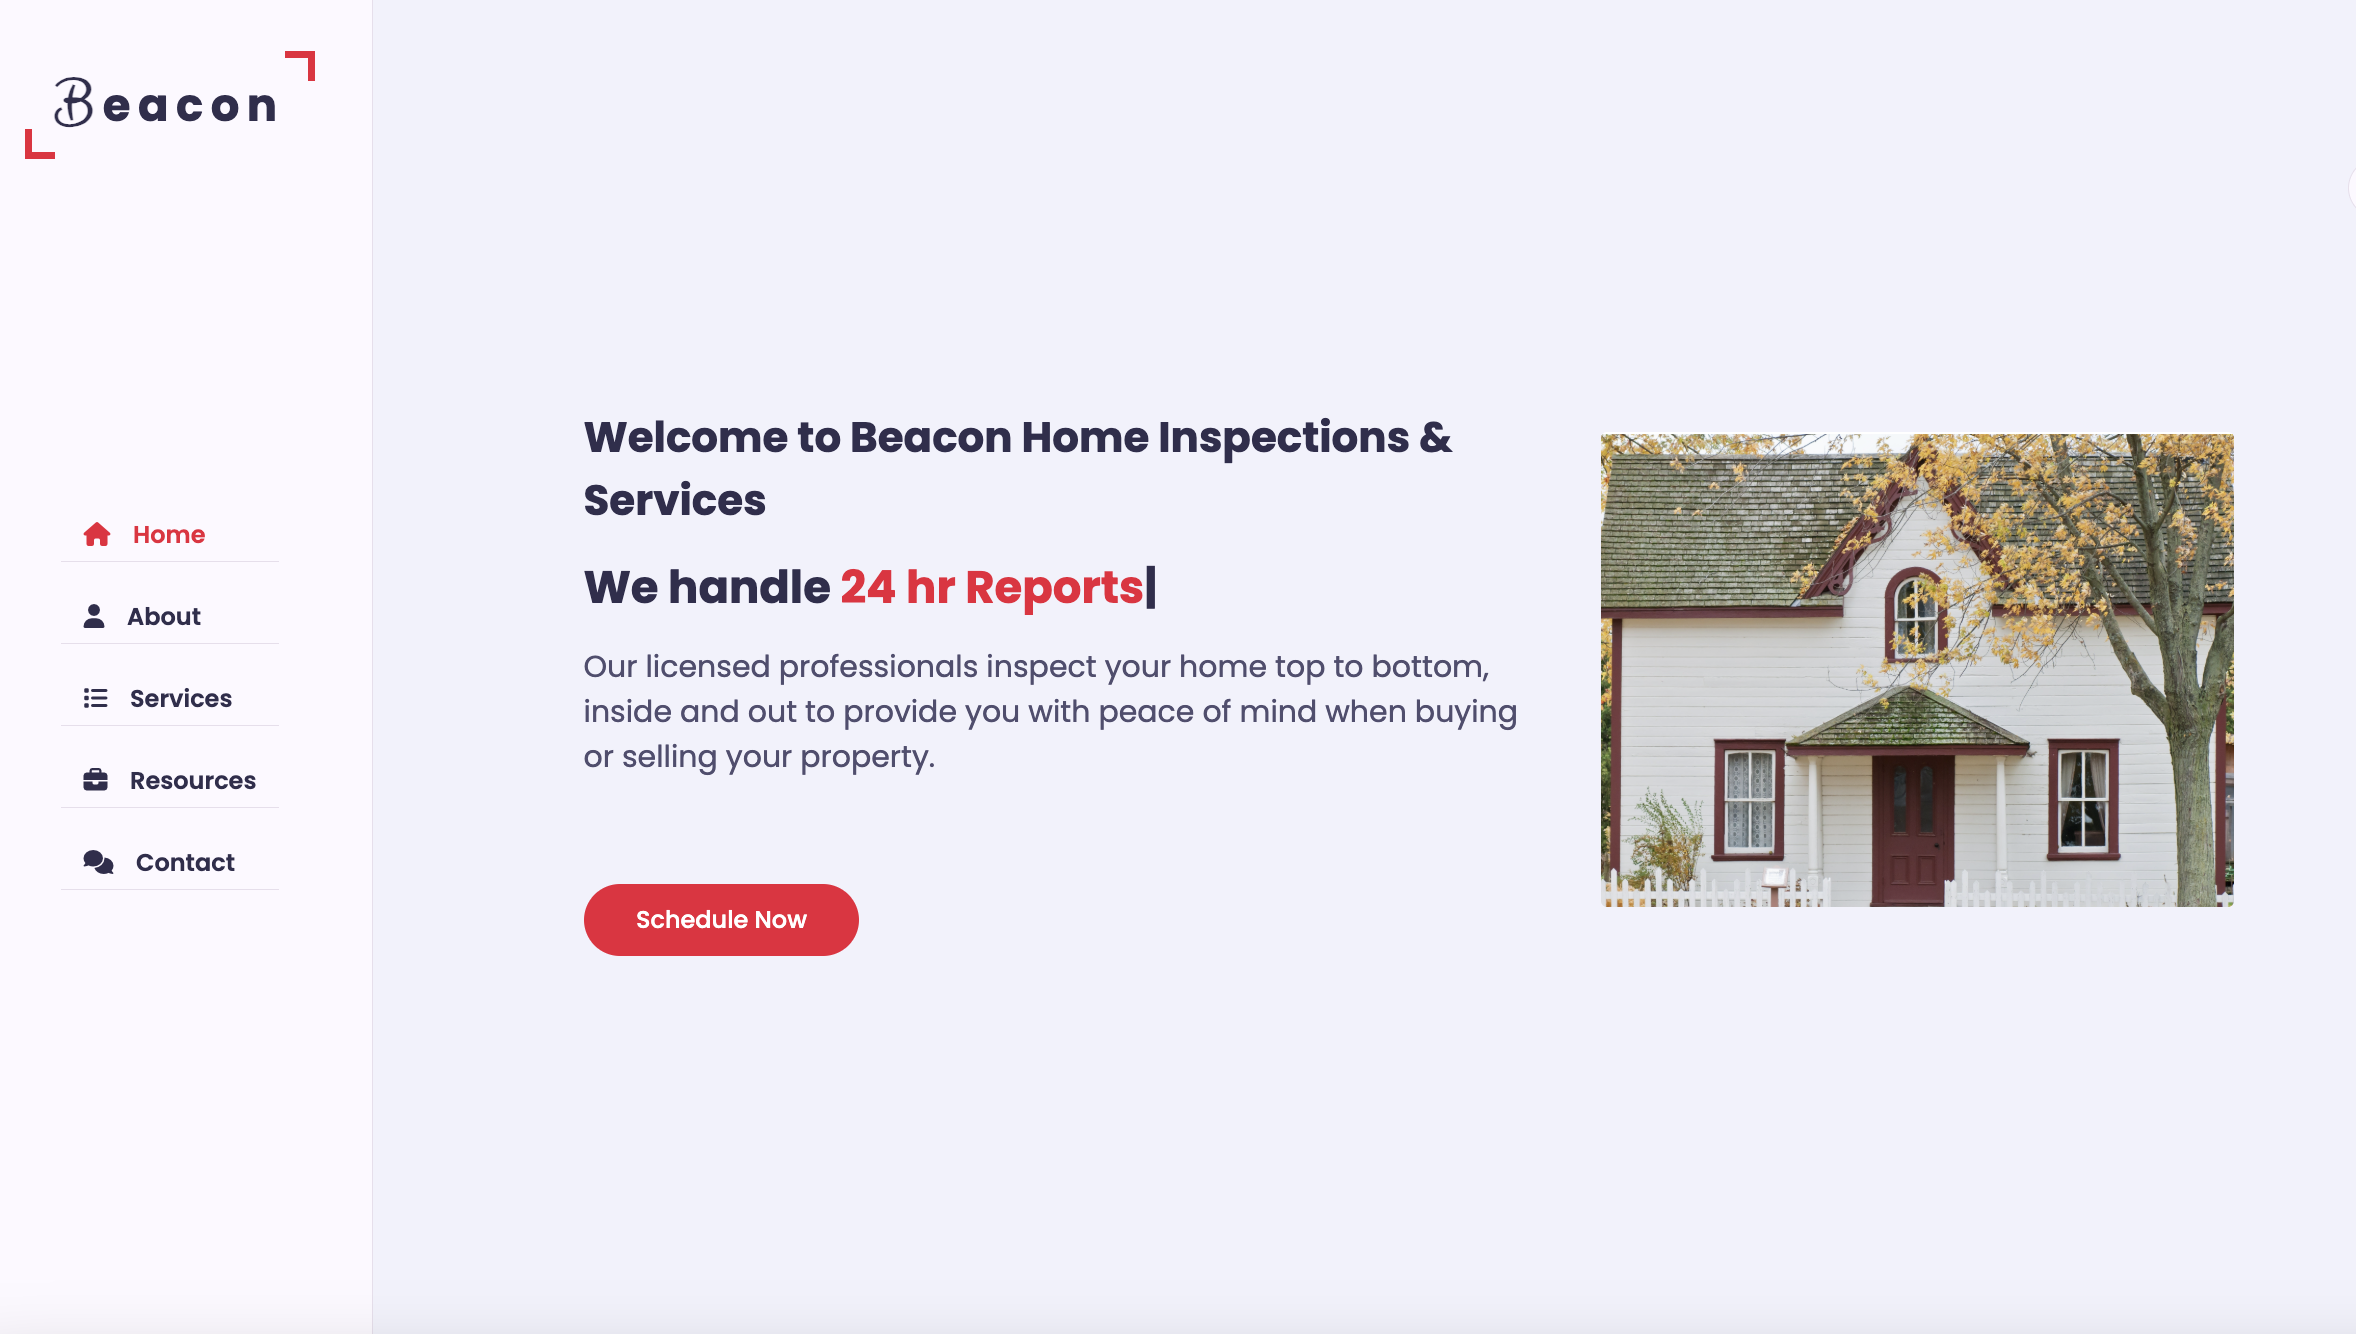 Beacon
Home
About
Services
Resources
Contact
Welcome to Beacon Home Inspections &
Services
We handle 24 hr Reports|
Our licensed professionals inspect your home top to bottom,
inside and out to provide you with peace of mind when buying
or selling your property.
Schedule Now